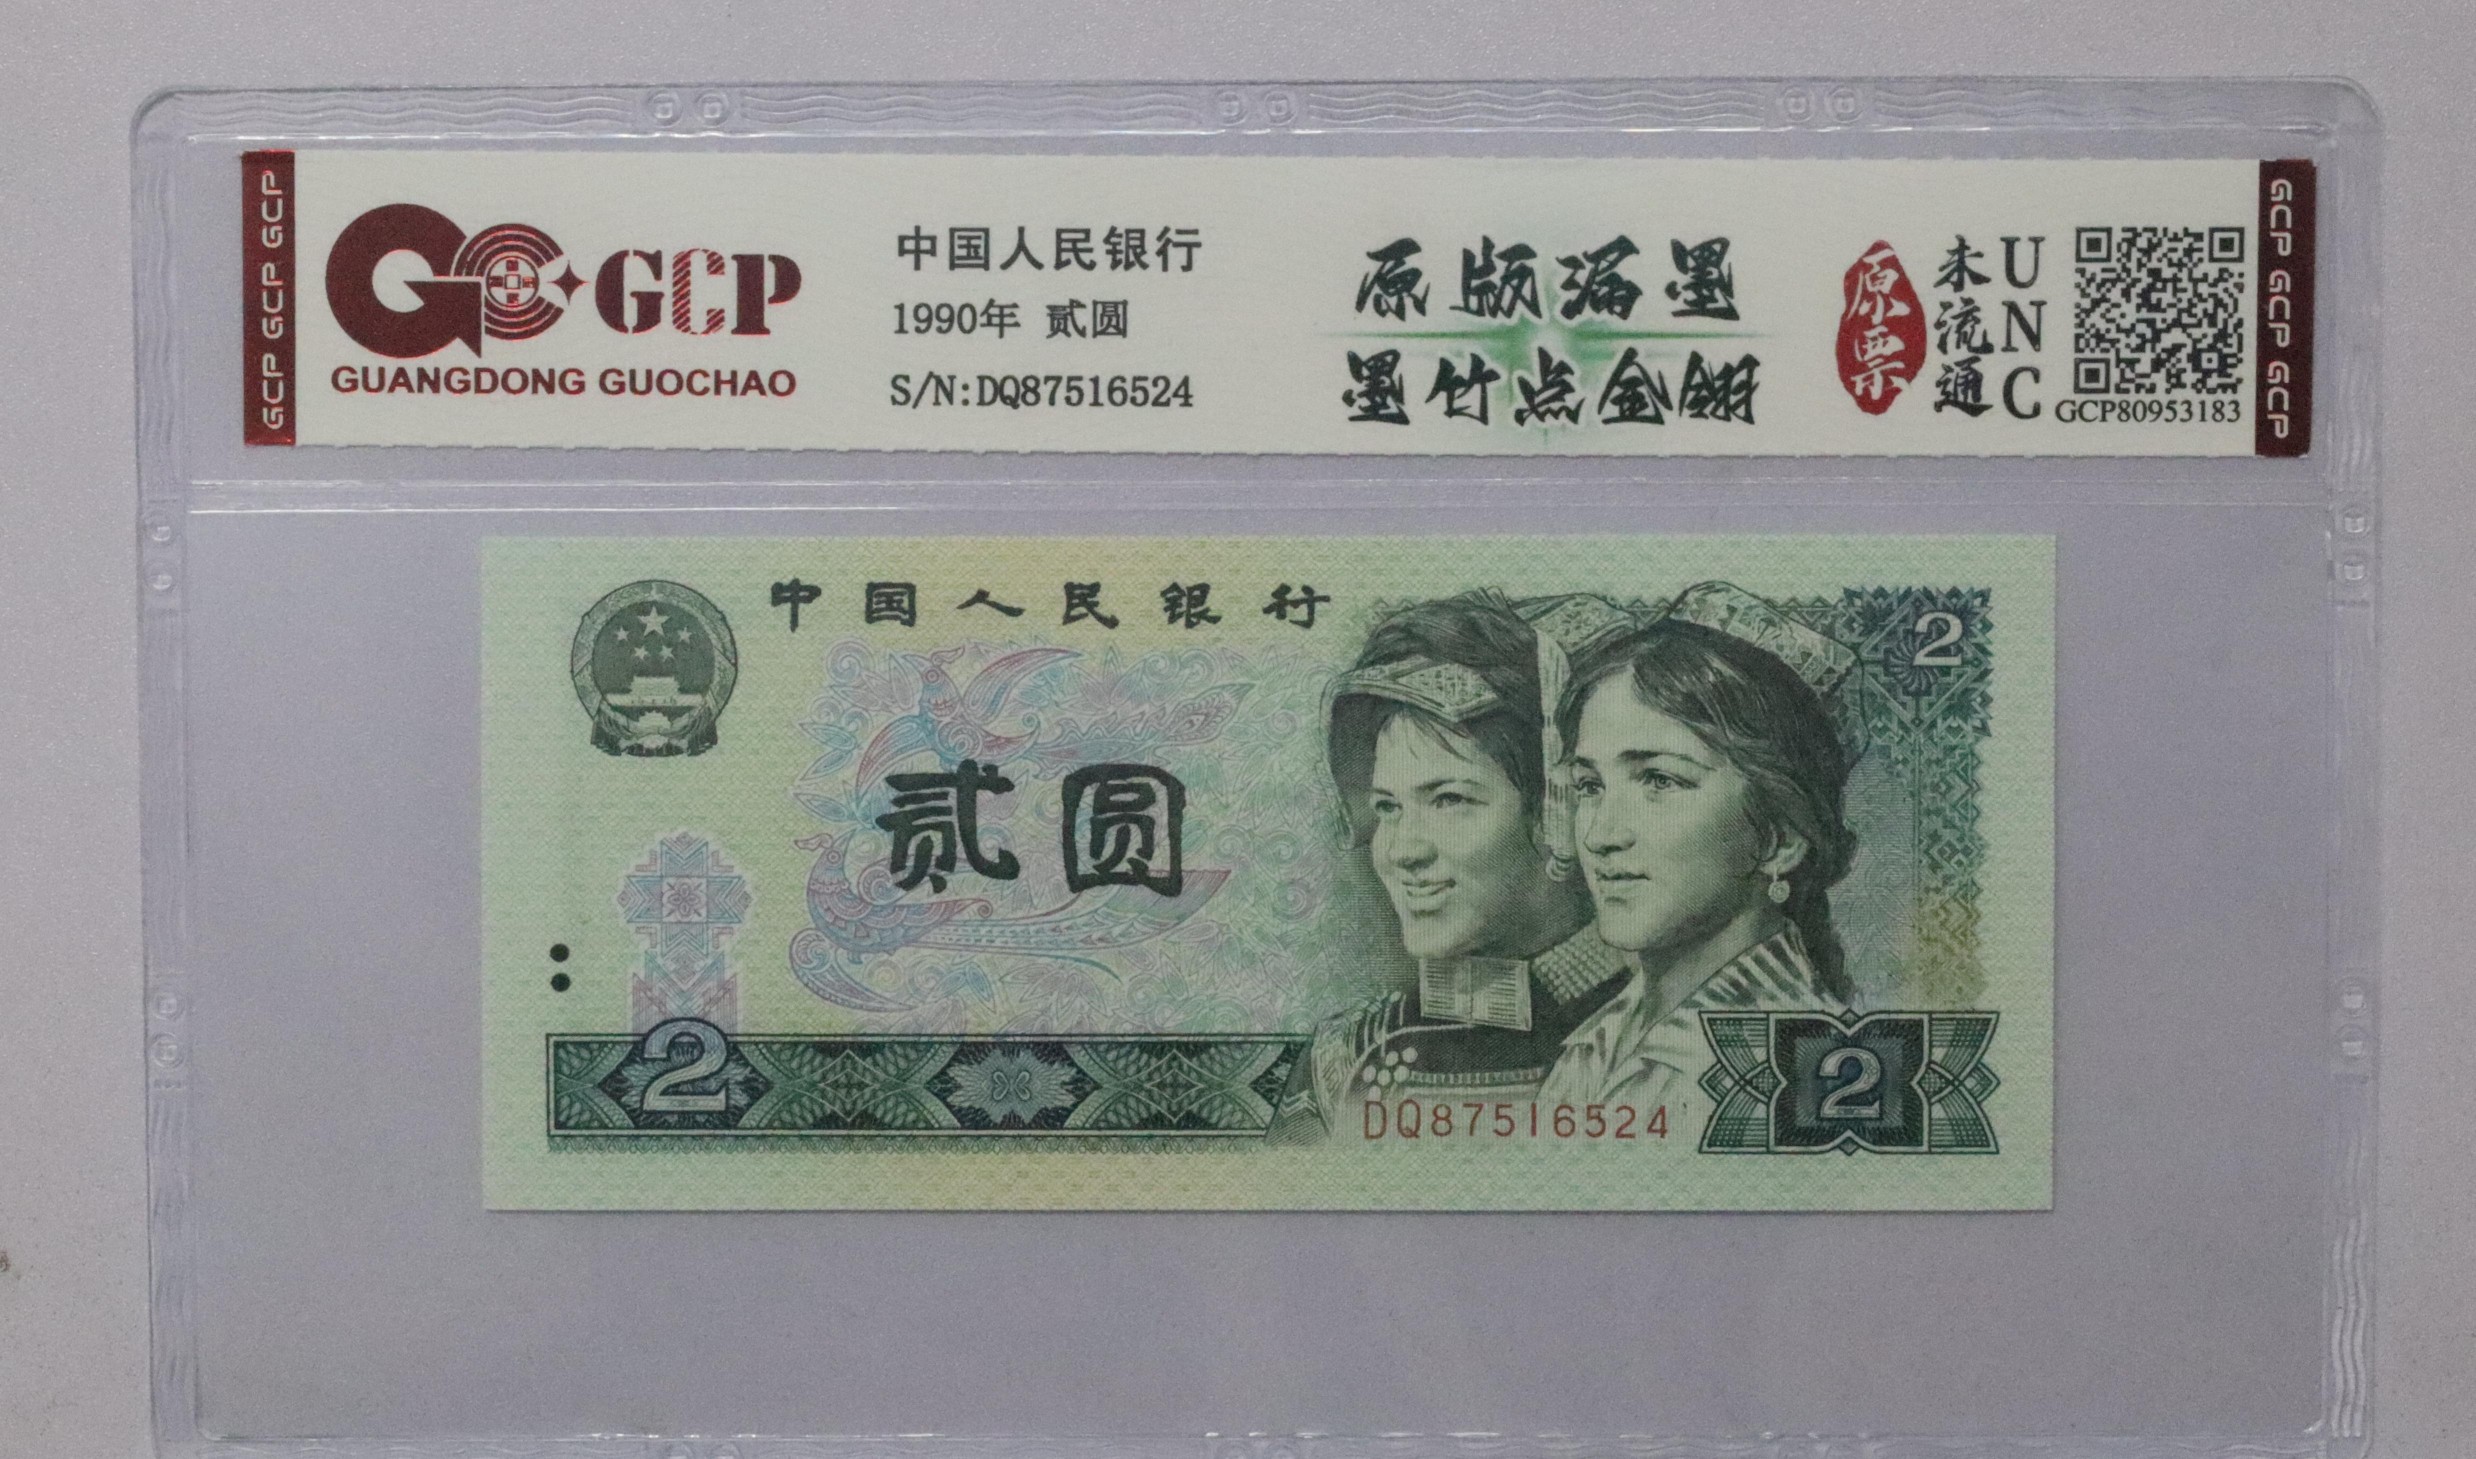 GCP GCP GCP
GCP
GUANGDONG GUOCHAO
中国人民银行
1990年 贰圆
S/N:DQ87516524
原版漏墨
墨竹点金翎
原票
未流通
UNC
GCP80953183
GCP GCP GCP
中国人民银行
2
贰圆
2
DQ87516524
2